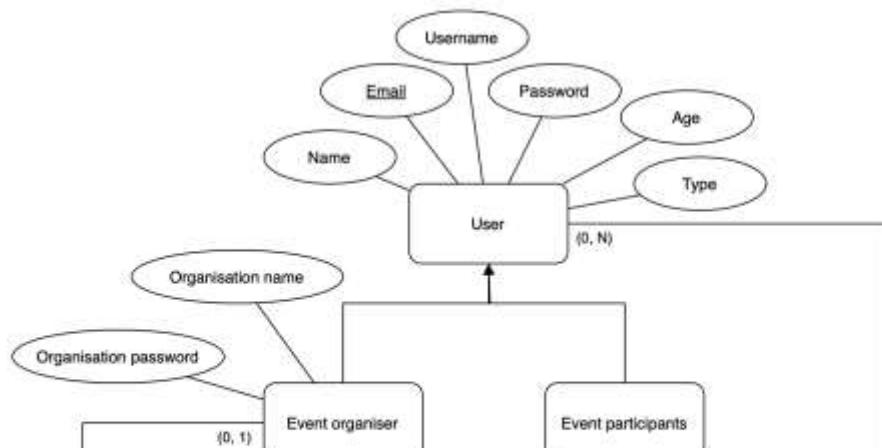 Username
Email
Password
Age
Name
Type
User
(0, N)
Organisation name
Organisation password
Event organiser
Event participants
(0, 1)